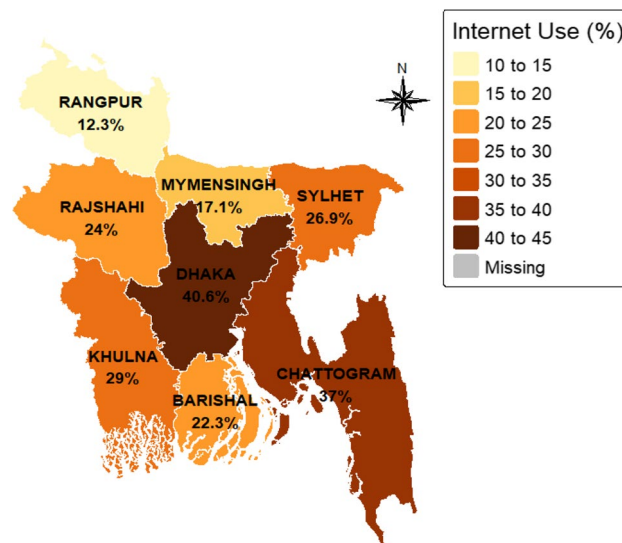 Internet Use (%)
10 to 15
15 to 20
20 to 25
25 to 30
30 to 35
35 to 40
40 to 45
Missing
N
RANGPUR
12.3%
MYMENSINGH
17.1%
SYLHET
26.9%
RAJSHAHI
24%
DHAKA
40.6%
KHULNA
29%
CHATTOGRAM
37%
BARISHAL
22.3%